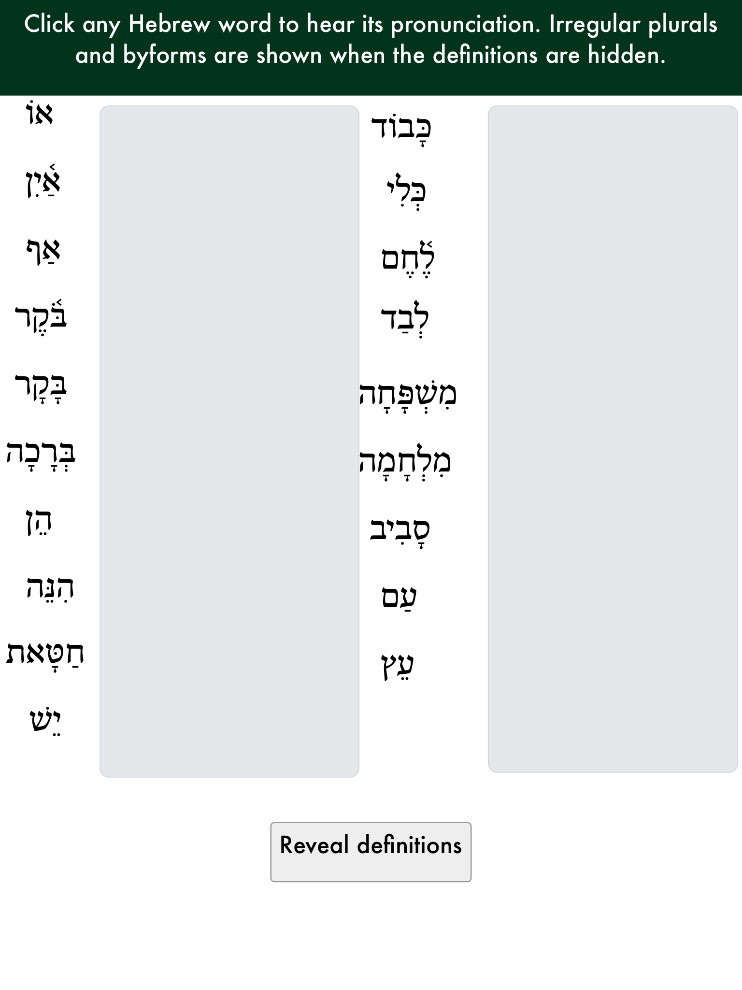 Click any Hebrew word to hear its pronunciation. Irregular plurals
and byforms are shown when the definitions are hidden.
אוֹ
אַ֫יִן
אַף
בֹּ֫קֶר
בָּקָר
בְּרָכָה
הֵן
הִנֵּה
חַטָּאת
יֵשׁ
כָּבוֹד
כְּלִי
לֶ֫חֶם
לְבַד
מִשְׁפָּחָה
מִלְחָמָה
סָבִיב
עַם
עֵץ
Reveal definitions